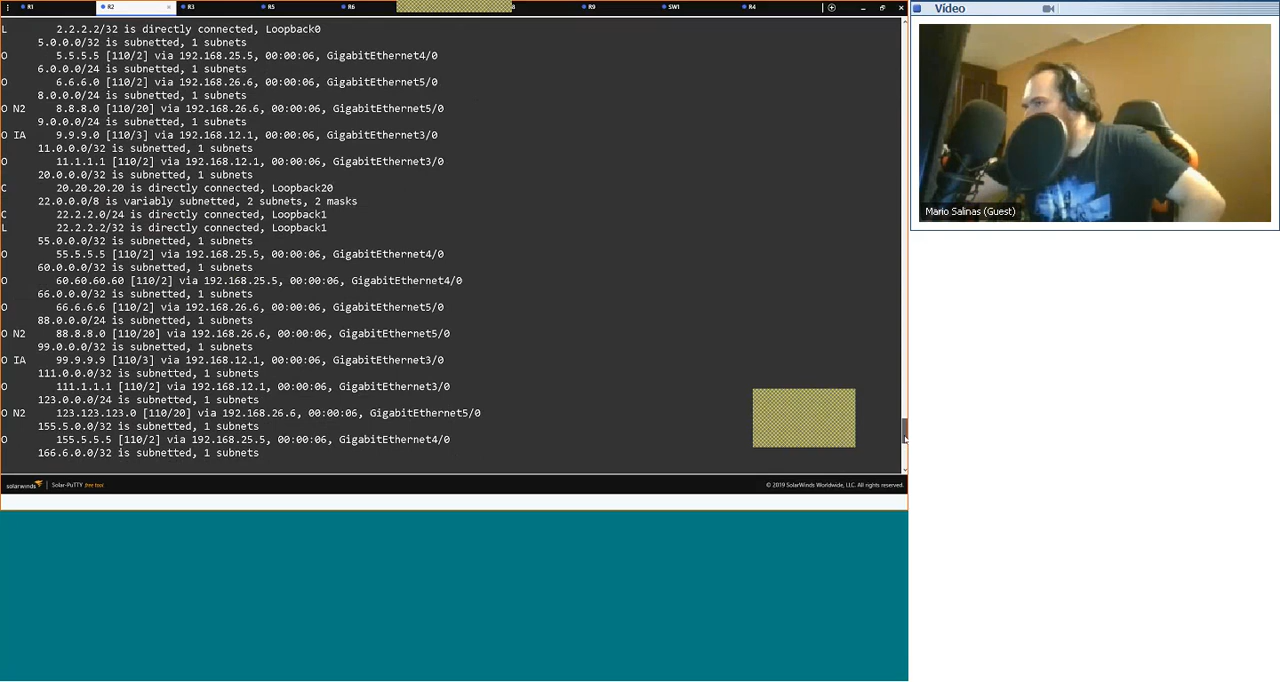 R1 R2 R3 R5 R6 8 R9 SW1 R4
Vídeo
L 2.2.2.2/32 is directly connected, Loopback0
5.0.0.0/32 is subnetted, 1 subnets
O 5.5.5.5 [110/2] via 192.168.25.5, 00:00:06, GigabitEthernet4/0
6.0.0.0/24 is subnetted, 1 subnets
O 6.6.6.0 [110/2] via 192.168.26.6, 00:00:06, GigabitEthernet5/0
8.0.0.0/24 is subnetted, 1 subnets
O N2 8.8.8.0 [110/20] via 192.168.26.6, 00:00:06, GigabitEthernet5/0
9.0.0.0/24 is subnetted, 1 subnets
O IA 9.9.9.0 [110/3] via 192.168.12.1, 00:00:06, GigabitEthernet3/0
11.0.0.0/32 is subnetted, 1 subnets
O 11.1.1.1 [110/2] via 192.168.12.1, 00:00:06, GigabitEthernet3/0
20.0.0.0/32 is subnetted, 1 subnets
C 20.20.20.20 is directly connected, Loopback20
22.0.0.0/8 is variably subnetted, 2 subnets, 2 masks
C 22.2.2.0/24 is directly connected, Loopback1
L 22.2.2.2/32 is directly connected, Loopback1
55.0.0.0/32 is subnetted, 1 subnets
O 55.5.5.5 [110/2] via 192.168.25.5, 00:00:06, GigabitEthernet4/0
60.0.0.0/32 is subnetted, 1 subnets
O 60.60.60.60 [110/2] via 192.168.25.5, 00:00:06, GigabitEthernet4/0
66.0.0.0/32 is subnetted, 1 subnets
O 66.6.6.6 [110/2] via 192.168.26.6, 00:00:06, GigabitEthernet5/0
88.0.0.0/24 is subnetted, 1 subnets
O N2 88.8.8.0 [110/20] via 192.168.26.6, 00:00:06, GigabitEthernet5/0
99.0.0.0/32 is subnetted, 1 subnets
O IA 99.9.9.9 [110/3] via 192.168.12.1, 00:00:06, GigabitEthernet3/0
111.0.0.0/32 is subnetted, 1 subnets
O 111.1.1.1 [110/2] via 192.168.12.1, 00:00:06, GigabitEthernet3/0
123.0.0.0/24 is subnetted, 1 subnets
O N2 123.123.123.0 [110/20] via 192.168.26.6, 00:00:06, GigabitEthernet5/0
155.5.0.0/32 is subnetted, 1 subnets
O 155.5.5.5 [110/2] via 192.168.25.5, 00:00:06, GigabitEthernet4/0
166.6.0.0/32 is subnetted, 1 subnets
Mario Salinas (Guest)
solarwinds Solar-PuTTY free tool © 2019 SolarWinds Worldwide, LLC. All rights reserved.